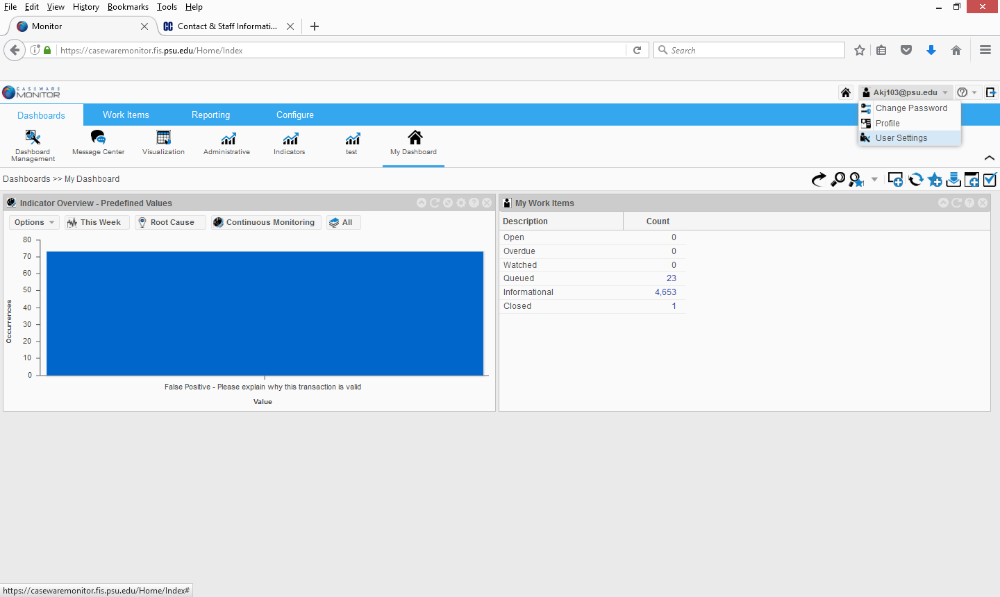 File Edit View History Bookmarks Tools Help
Monitor
Contact & Staff Informati...
https://casewaremonitor.fis.psu.edu/Home/Index
Search
CASEWARE
MONITOR
Akj103@psu.edu
Dashboards Work Items Reporting Configure
Change Password
Profile
User Settings
Dashboard Management
Message Center
Visualization
Administrative
Indicators
test
My Dashboard
Dashboards >> My Dashboard
Indicator Overview - Predefined Values
Options This Week Root Cause Continuous Monitoring All
80
70
60
50
40
30
20
10
0
Occurrences
False Positive - Please explain why this transaction is valid
Value
My Work Items
Description Count
Open 0
Overdue 0
Watched 0
Queued 23
Informational 4,653
Closed 1
https://casewaremonitor.fis.psu.edu/Home/Index#